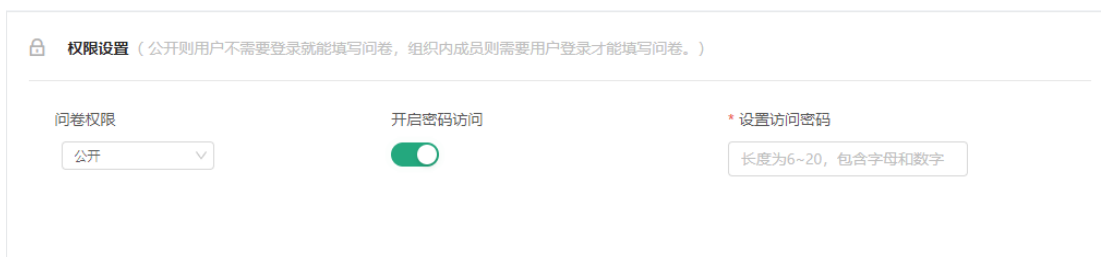 权限设置（公开则用户不需要登录就能填写问卷，组织内成员则需要用户登录才能填写问卷。）
问卷权限 开启密码访问 * 设置访问密码
公开 长度为6~20，包含字母和数字